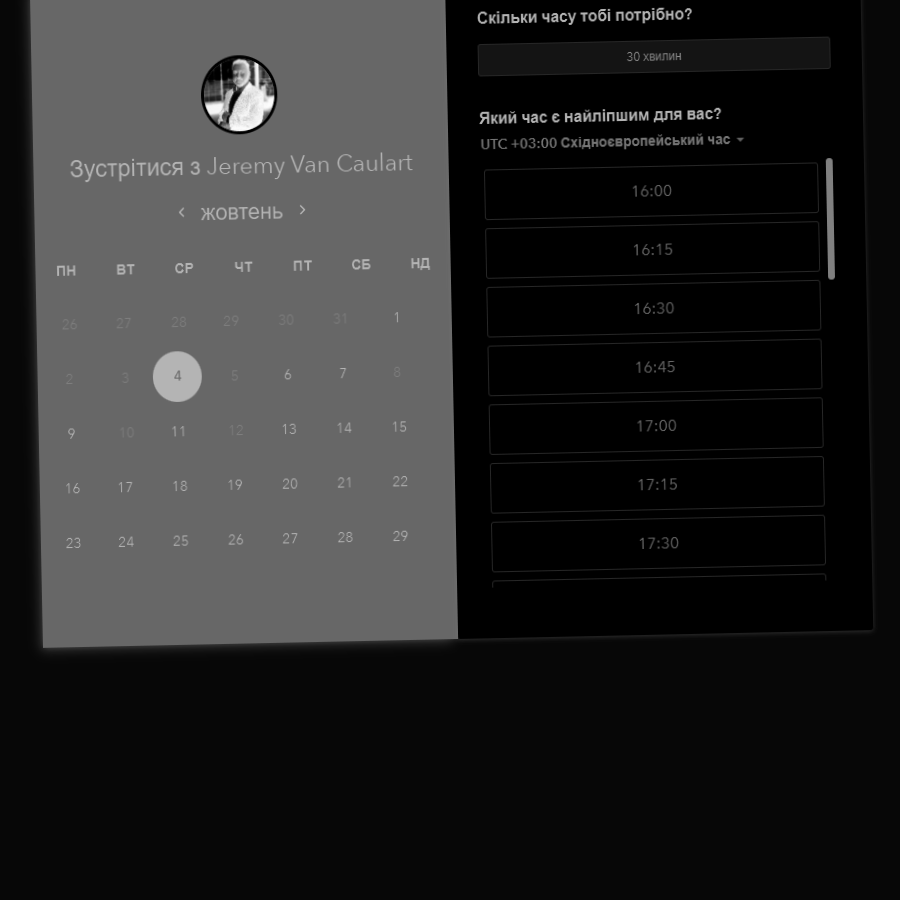 Зустрітися з Jeremy Van Caulart
жовтень
ПН ВТ СР ЧТ ПТ СБ НД
26 27 28 29 30 31 1
2 3 4 5 6 7 8
9 10 11 12 13 14 15
16 17 18 19 20 21 22
23 24 25 26 27 28 29
Скільки часу тобі потрібно?
30 хвилин
Який час є найліпшим для вас?
UTC +03:00 Східноєвропейський час
16:00
16:15
16:30
16:45
17:00
17:15
17:30